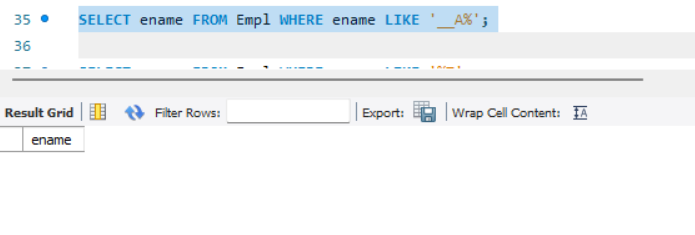 35 SELECT ename FROM Empl WHERE ename LIKE '__A%';
36
Result Grid Filter Rows: Export: Wrap Cell Content: IA
ename